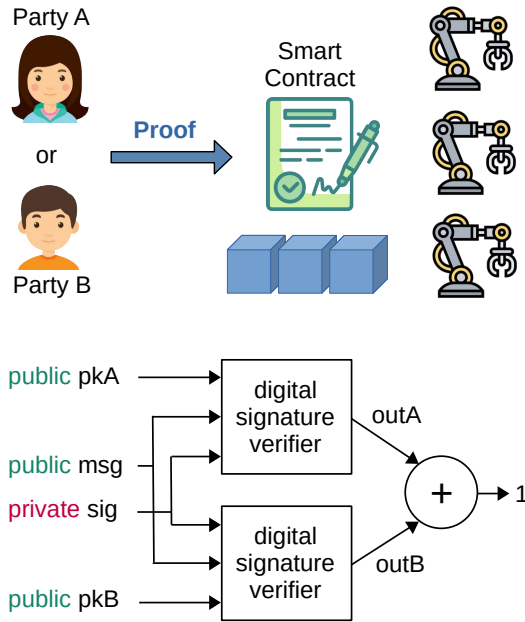 Party A
or
Party B
Proof
Smart
Contract
public pkA
public msg
private sig
public pkB
digital
signature
verifier
digital
signature
verifier
outA
outB
+
1